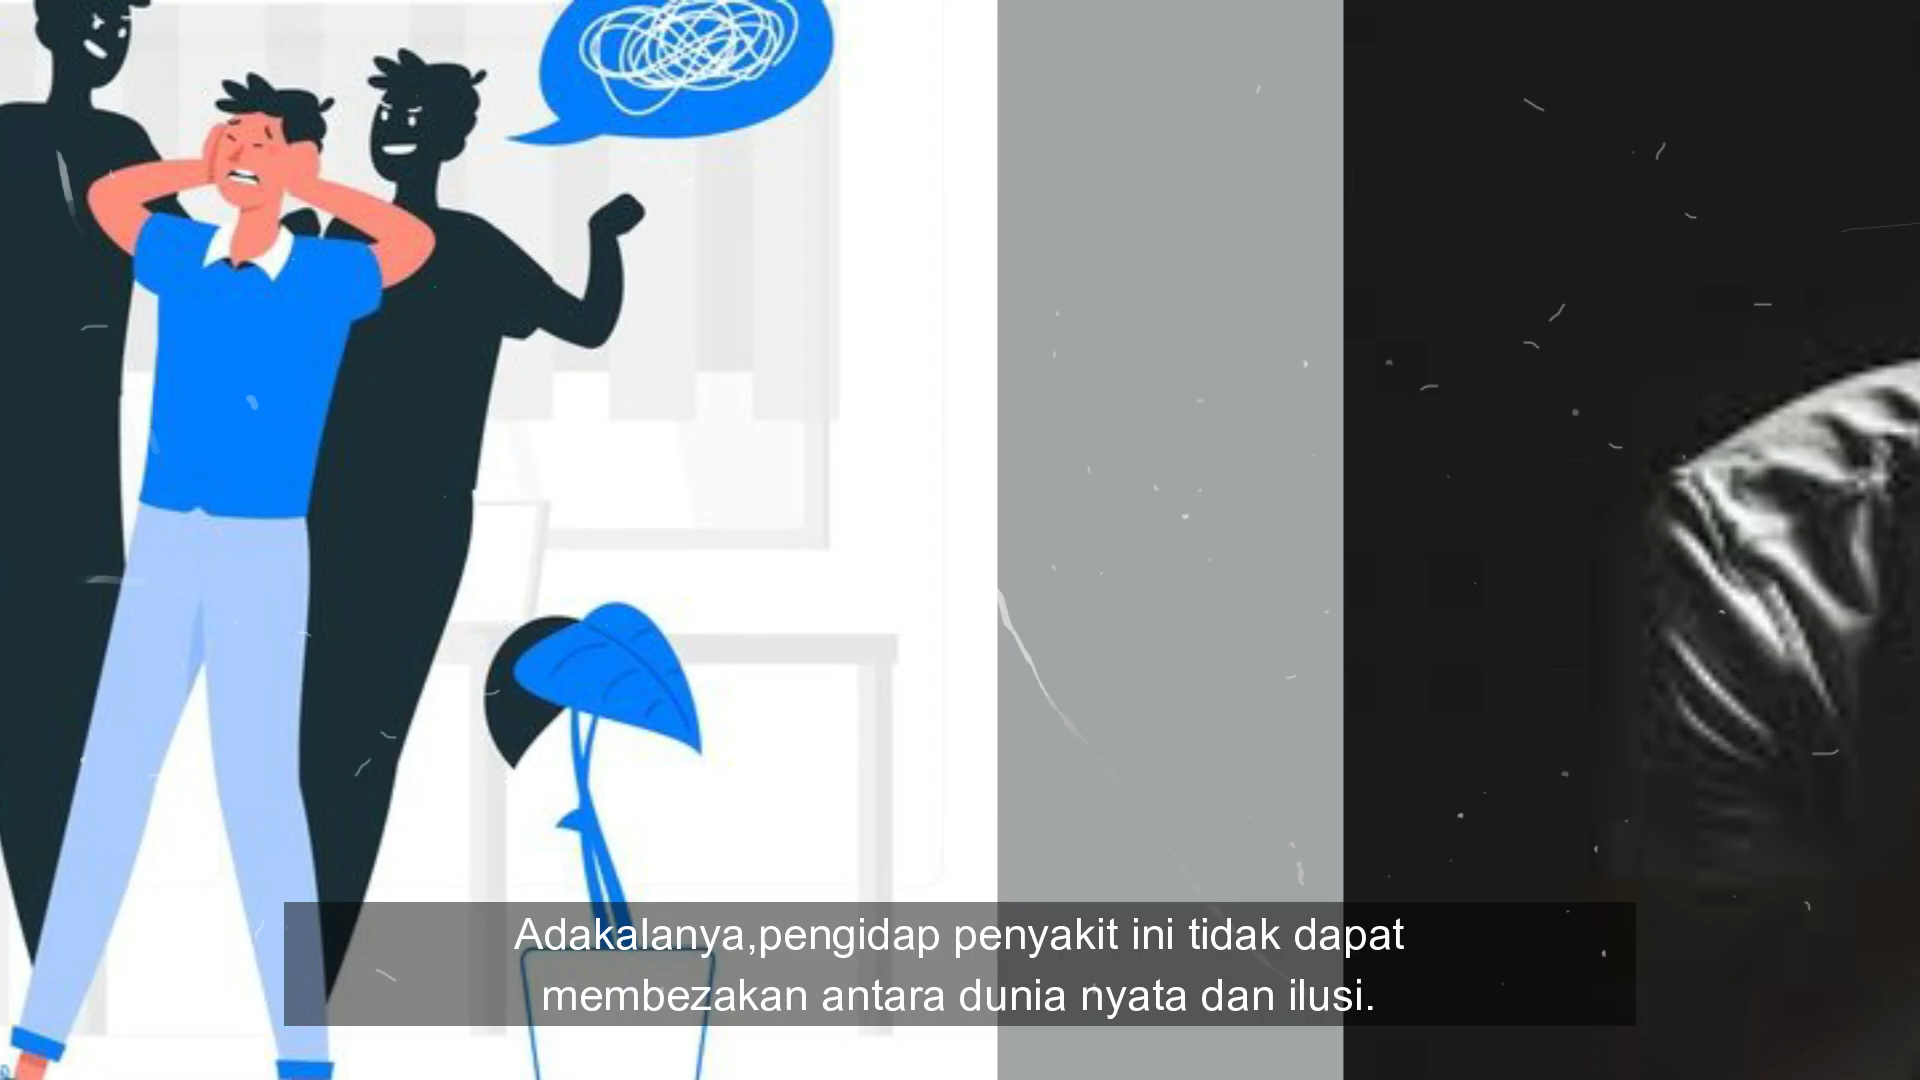 Adakalanya,pengidap penyakit ini tidak dapat
membezakan antara dunia nyata dan ilusi.